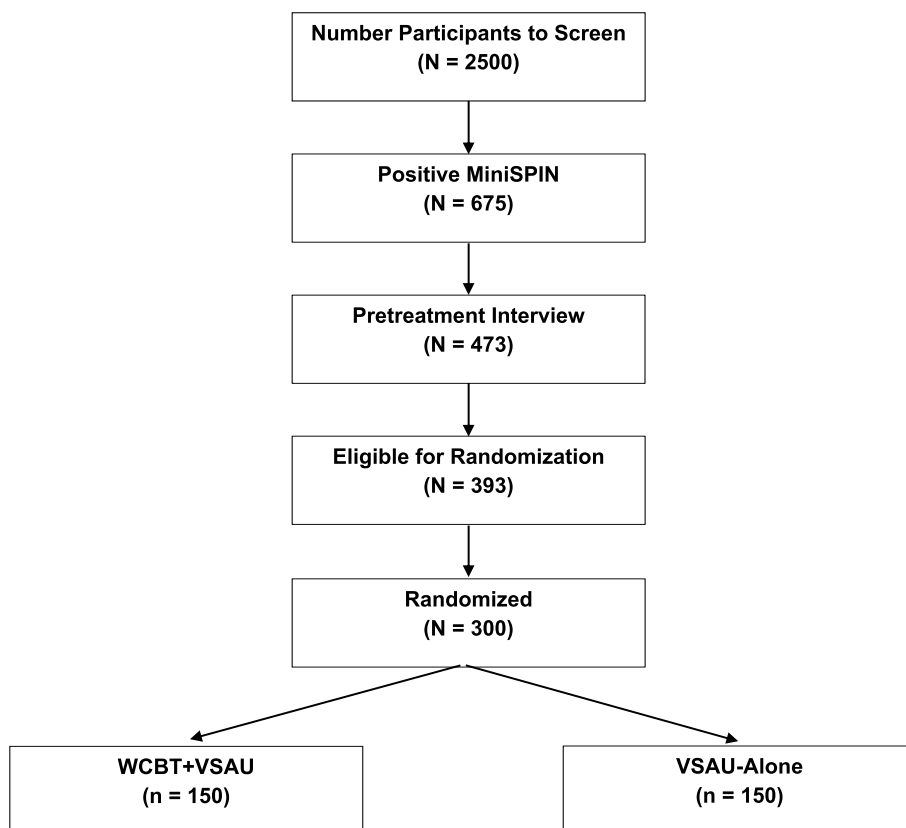 Number Participants to Screen
(N = 2500)
Positive MiniSPIN
(N = 675)
Pretreatment Interview
(N = 473)
Eligible for Randomization
(N = 393)
Randomized
(N = 300)
WCBT+VSAU
(n = 150)
VSAU-Alone
(n = 150)